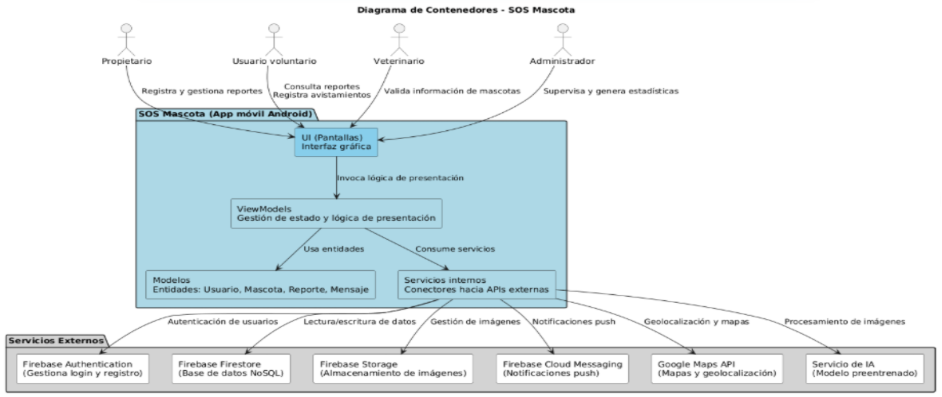 Diagrama de Contenedores - SOS Mascota
Propietario
Usuario voluntario
Veterinario
Administrador
Registra y gestiona reportes
Consulta reportes
Registra avistamientos
Valida información de mascotas
Supervisa y genera estadísticas
SOS Mascota (App móvil Android)
UI (Pantallas)
Interfaz gráfica
Invoca lógica de presentación
ViewModels
Gestión de estado y lógica de presentación
Usa entidades
Consume servicios
Modelos
Entidades: Usuario, Mascota, Reporte, Mensaje
Servicios internos
Conectores hacia APIs externas
Autenticación de usuarios
Lectura/escritura de datos
Gestión de imágenes
Notificaciones push
Geolocalización y mapas
Procesamiento de imágenes
Servicios Externos
Firebase Authentication
(Gestiona login y registro)
Firebase Firestore
(Base de datos NoSQL)
Firebase Storage
(Almacenamiento de imágenes)
Firebase Cloud Messaging
(Notificaciones push)
Google Maps API
(Mapas y geolocalización)
Servicio de IA
(Modelo preentrenado)